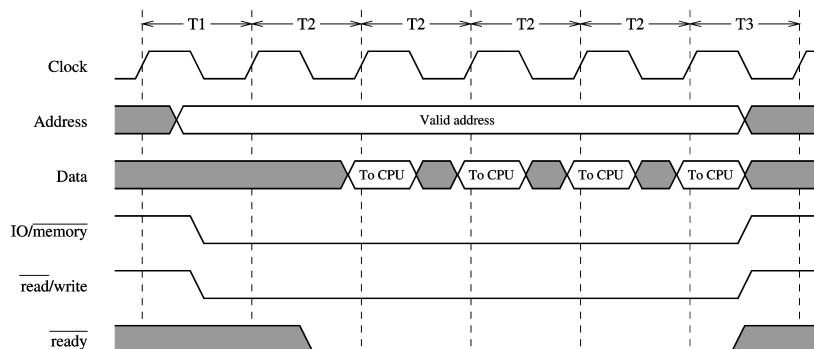 T1 T2 T2 T2 T2 T3
Clock
Address Valid address
Data To CPU To CPU To CPU To CPU
IO/memory
read/write
ready